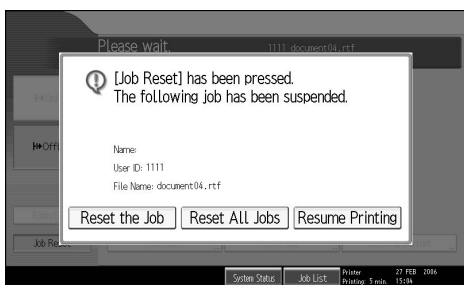 Please wait.
1111 document04.rtf
[Job Reset] has been pressed.
The following job has been suspended.
Name:
User ID: 1111
File Name: document04.rtf
Reset the Job
Reset All Jobs
Resume Printing
Job Re
System Status
Job List
Printer
Printing: 5 min.
27 FEB 2006
15:04